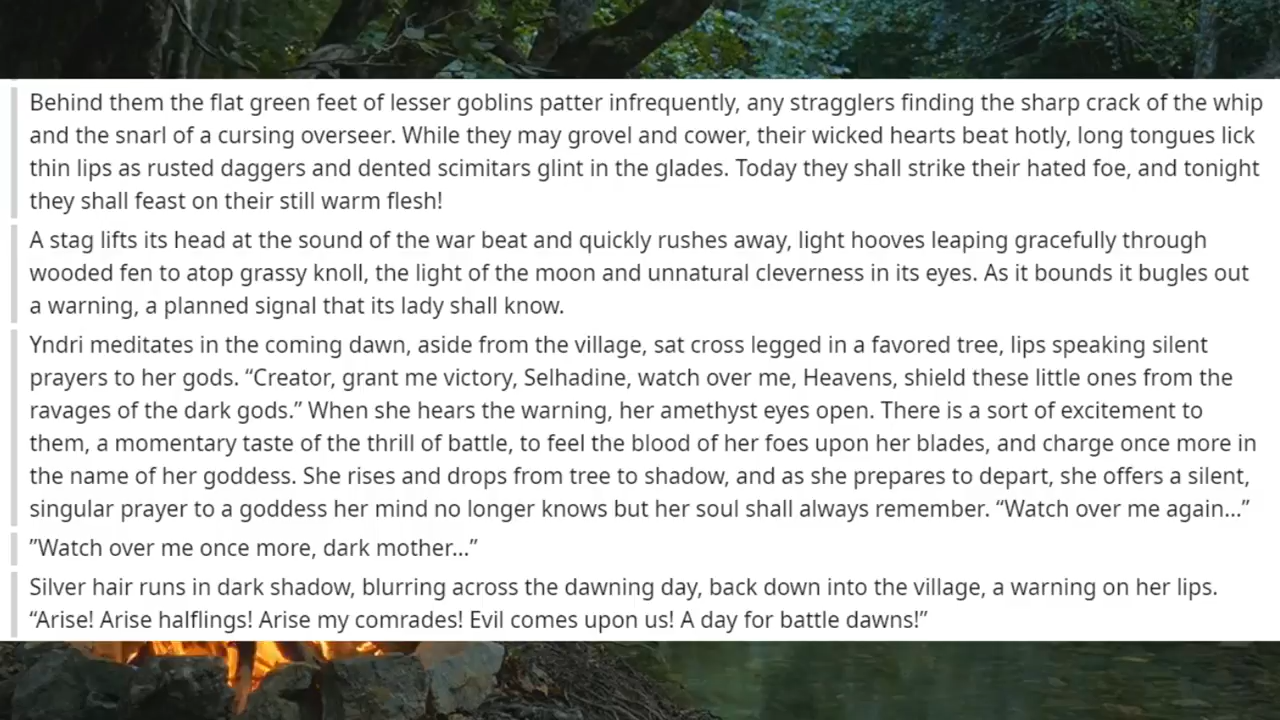 Behind them the flat green feet of lesser goblins patter infrequently, any stragglers finding the sharp crack of the whip
and the snarl of a cursing overseer. While they may grovel and cower, their wicked hearts beat hotly, long tongues lick
thin lips as rusted daggers and dented scimitars glint in the glades. Today they shall strike their hated foe, and tonight
they shall feast on their still warm flesh!
A stag lifts its head at the sound of the war beat and quickly rushes away, light hooves leaping gracefully through
wooded fen to atop grassy knoll, the light of the moon and unnatural cleverness in its eyes. As it bounds it bugles out
a warning, a planned signal that its lady shall know.
Yndri meditates in the coming dawn, aside from the village, sat cross legged in a favored tree, lips speaking silent
prayers to her gods. “Creator, grant me victory, Selhadine, watch over me, Heavens, shield these little ones from the
ravages of the dark gods.” When she hears the warning, her amethyst eyes open. There is a sort of excitement to
them, a momentary taste of the thrill of battle, to feel the blood of her foes upon her blades, and charge once more in
the name of her goddess. She rises and drops from tree to shadow, and as she prepares to depart, she offers a silent,
singular prayer to a goddess her mind no longer knows but her soul shall always remember. “Watch over me again...”
”Watch over me once more, dark mother...”
Silver hair runs in dark shadow, blurring across the dawning day, back down into the village, a warning on her lips.
“Arise! Arise halflings! Arise my comrades! Evil comes upon us! A day for battle dawns!”